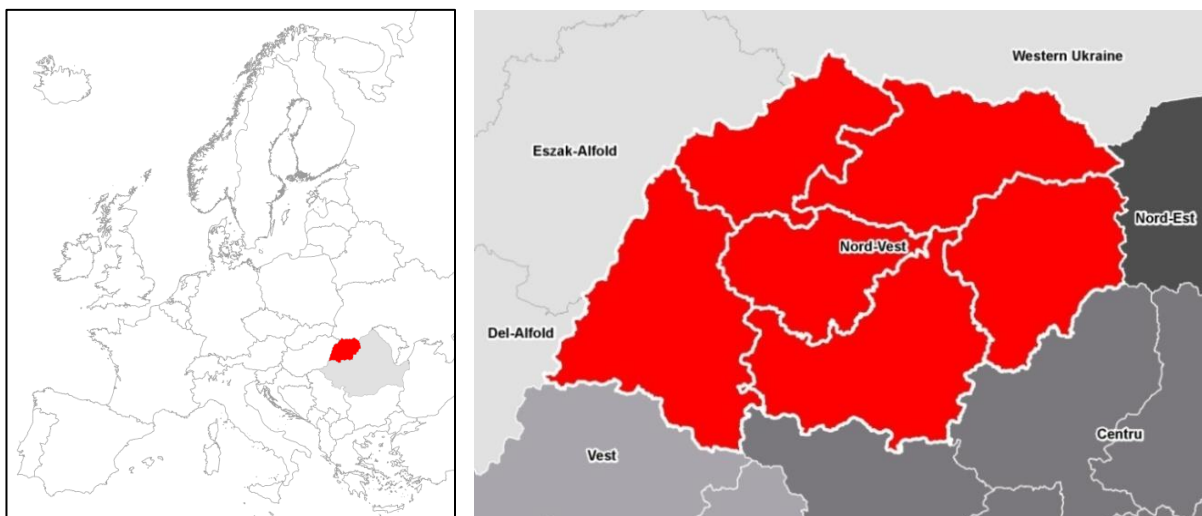 Western Ukraine
Eszak-Alfold
Nord-Est
Nord-Vest
Del-Alfold
Centru
Vest